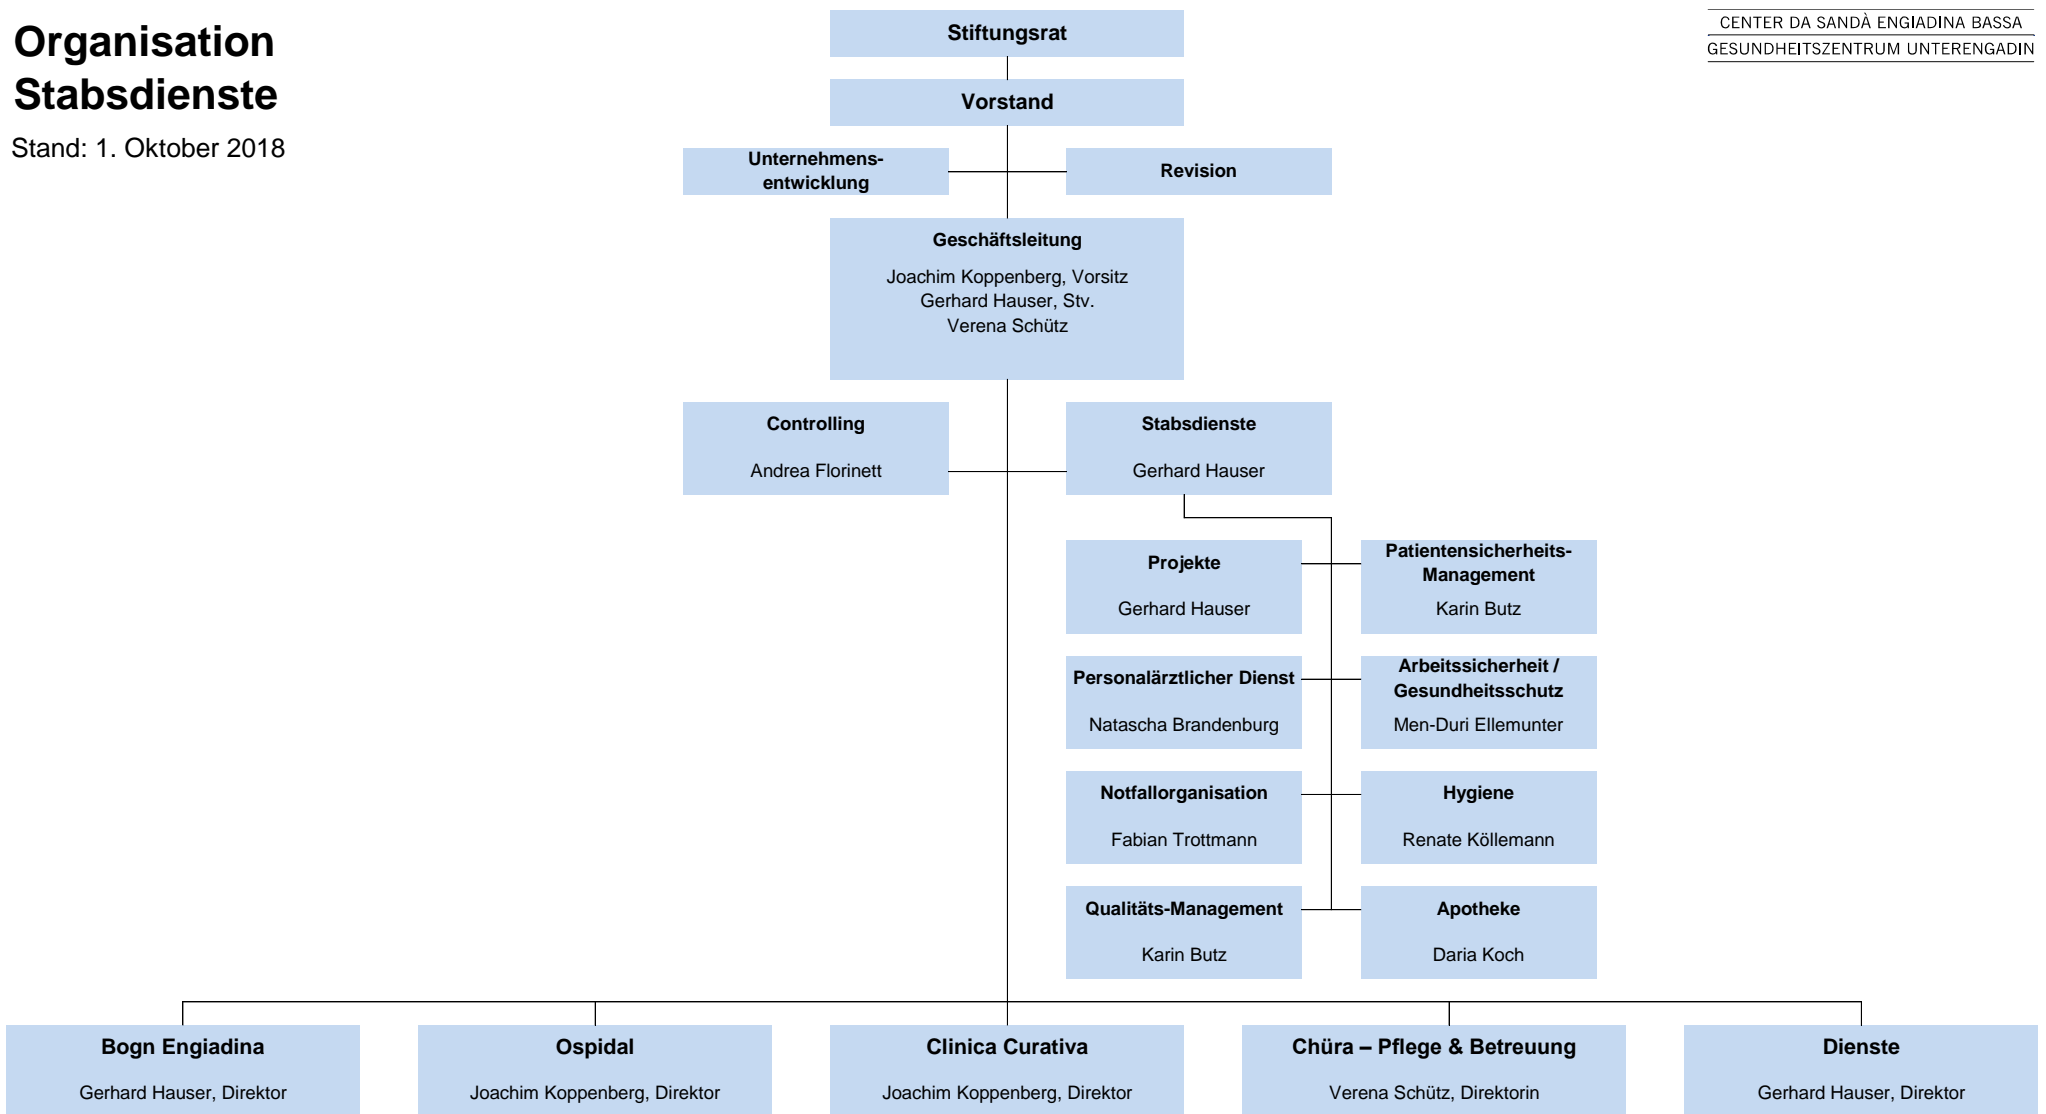 Organisation
Stabsdienste
Stand: 1. Oktober 2018
CENTER DA SANDÀ ENGIADINA BASSA
GESUNDHEITSZENTRUM UNTERENGADIN
Stiftungsrat
Vorstand
Unternehmens-
entwicklung
Revision
Geschäftsleitung
Joachim Koppenberg, Vorsitz
Gerhard Hauser, Stv.
Verena Schütz
Controlling
Andrea Florinett
Stabsdienste
Gerhard Hauser
Projekte
Gerhard Hauser
Patientensicherheits-
Management
Karin Butz
Personalärztlicher Dienst
Natascha Brandenburg
Arbeitssicherheit /
Gesundheitsschutz
Men-Duri Ellemunter
Notfallorganisation
Fabian Trottmann
Hygiene
Renate Köllemann
Qualitäts-Management
Karin Butz
Apotheke
Daria Koch
Bogn Engiadina
Gerhard Hauser, Direktor
Ospidal
Joachim Koppenberg, Direktor
Clinica Curativa
Joachim Koppenberg, Direktor
Chüra – Pflege & Betreuung
Verena Schütz, Direktorin
Dienste
Gerhard Hauser, Direktor